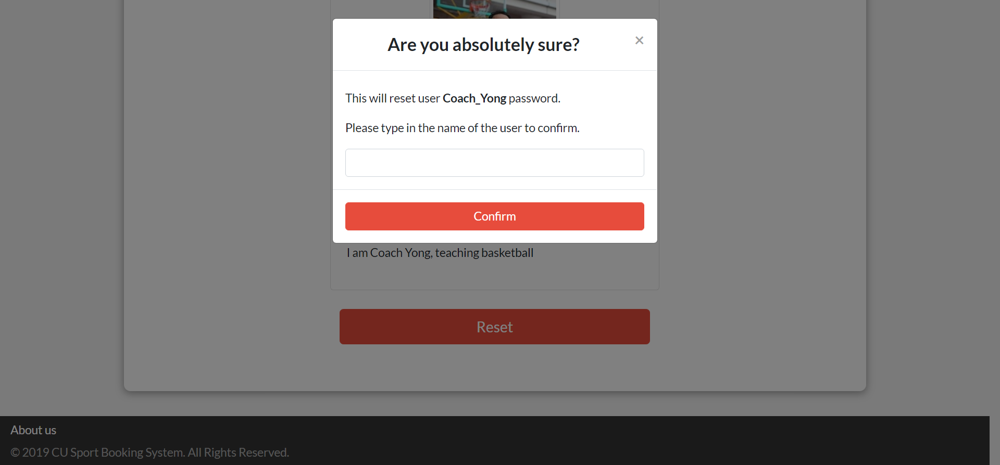 Are you absolutely sure?
×
This will reset user Coach_Yong password.
Please type in the name of the user to confirm.
Confirm
I am Coach Yong, teaching basketball
Reset
About us
© 2019 CU Sport Booking System. All Rights Reserved.